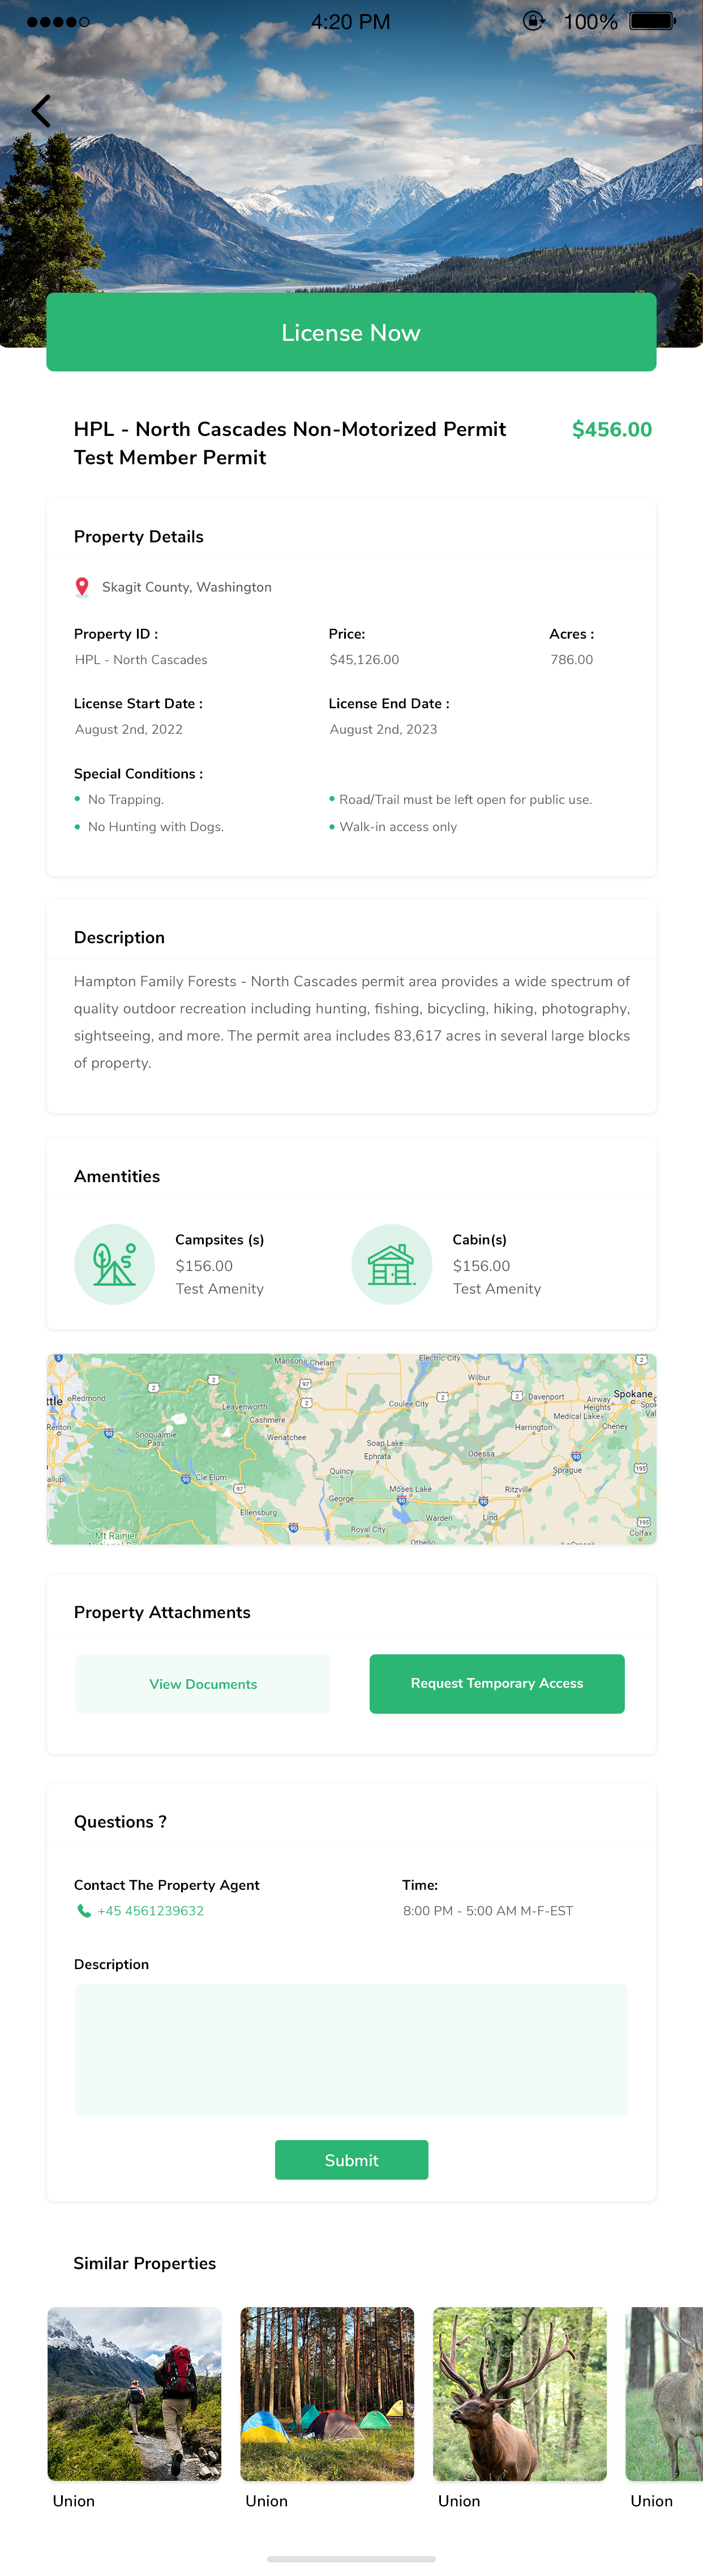 4:20 PM
100%
License Now
HPL - North Cascades Non-Motorized Permit
Test Member Permit
$456.00
Property Details
Skagit County, Washington
Property ID :
Price:
Acres :
HPL - North Cascades
$45,126.00
786.00
License Start Date :
License End Date :
August 2nd, 2022
August 2nd, 2023
Special Conditions :
No Trapping.
Road/Trail must be left open for public use.
No Hunting with Dogs.
Walk-in access only
Description
Hampton Family Forests - North Cascades permit area provides a wide spectrum of
quality outdoor recreation including hunting, fishing, bicycling, hiking, photography,
sightseeing, and more. The permit area includes 83,617 acres in several large blocks
of property.
Amentities
Campsites (s)
$156.00
Test Amenity
Cabin(s)
$156.00
Test Amenity
Manson
Chelan
Electric City
Wilbur
Redmond
Leavenworth
Coulee City
Davenport
Airway
Heights
Spokane
ttle
Renton
Snoqualmie
Pass
Cashmere
Wenatchee
Medical Lake
Cheney
Harrington
Soap Lake
Ephrata
Odessa
Cle Elum
Quincy
Sprague
George
Moses Lake
Ritzville
Ellensburg
Warden
Lind
Royal City
Othello
Colfax
Mt Rainier
Property Attachments
View Documents
Request Temporary Access
Questions ?
Contact The Property Agent
Time:
+45 4561239632
8:00 PM - 5:00 AM M-F-EST
Description
Submit
Similar Properties
Union
Union
Union
Union